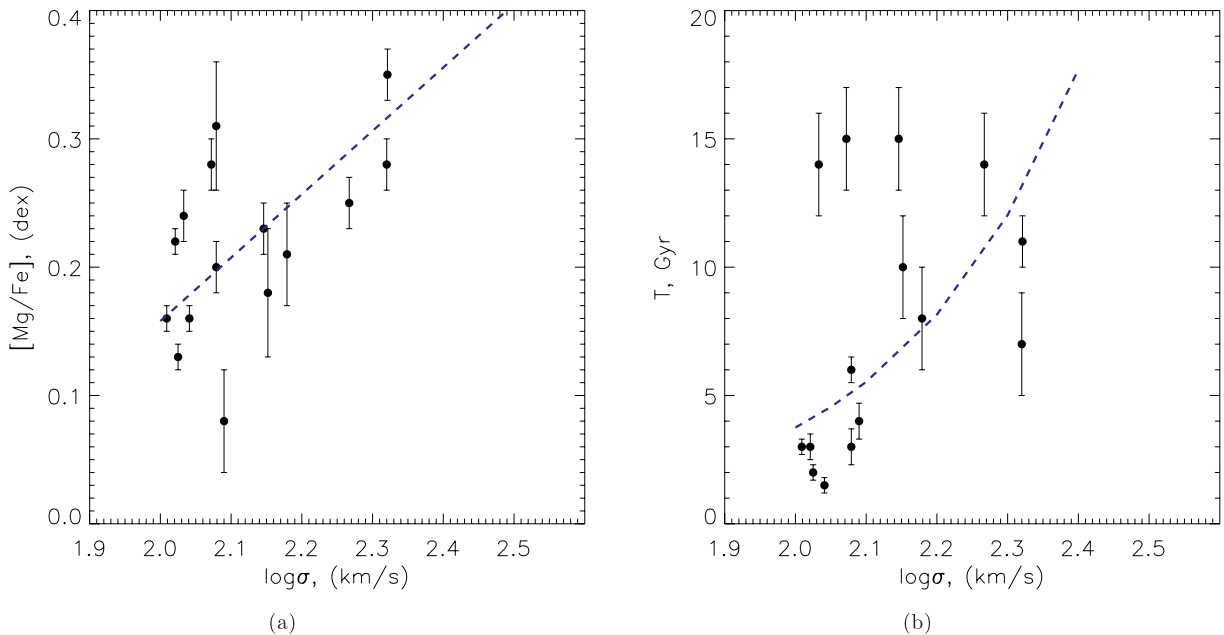 0.4
0.3
0.2
0.1
0.0
[Mg/Fe], (dex)
1.9 2.0 2.1 2.2 2.3 2.4 2.5
logσ, (km/s)
(a)
20
15
10
5
0
T, Gyr
1.9 2.0 2.1 2.2 2.3 2.4 2.5
logσ, (km/s)
(b)